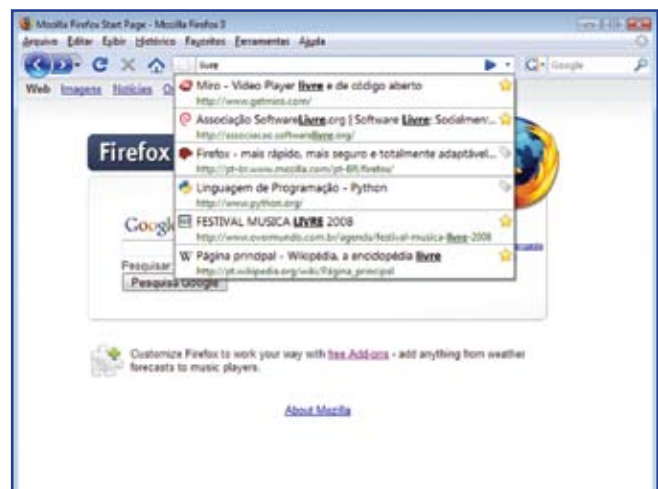 Mozilla Firefox Start Page - Mozilla Firefox 3
Arquivo Editar Exibir Histórico Favoritos Ferramentas Ajuda
livre
Google
Web Imagens Notícias
Miro - Video Player livre e de código aberto
http://www.getmiro.com/
Associação SoftwareLivre.org | Software Livre: Socialmen...
http://associacao.softwarelivre.org/
Firefox - mais rápido, mais seguro e totalmente adaptável...
http://pt-br.www.mozilla.com/pt-BR/firefox/
Linguagem de Programação - Python
http://www.python.org/
FESTIVAL MUSICA LIVRE 2008
http://www.overmundo.com.br/agenda/festival-musica-livre-2008
W Página principal - Wikipédia, a enciclopédia livre
http://pt.wikipedia.org/wiki/Página_principal
Firefox
Googl
Pesquisar
Pesquisa Google
Customize Firefox to work your way with free Add-ons - add anything from weather
forecasts to music players.
About Mozilla